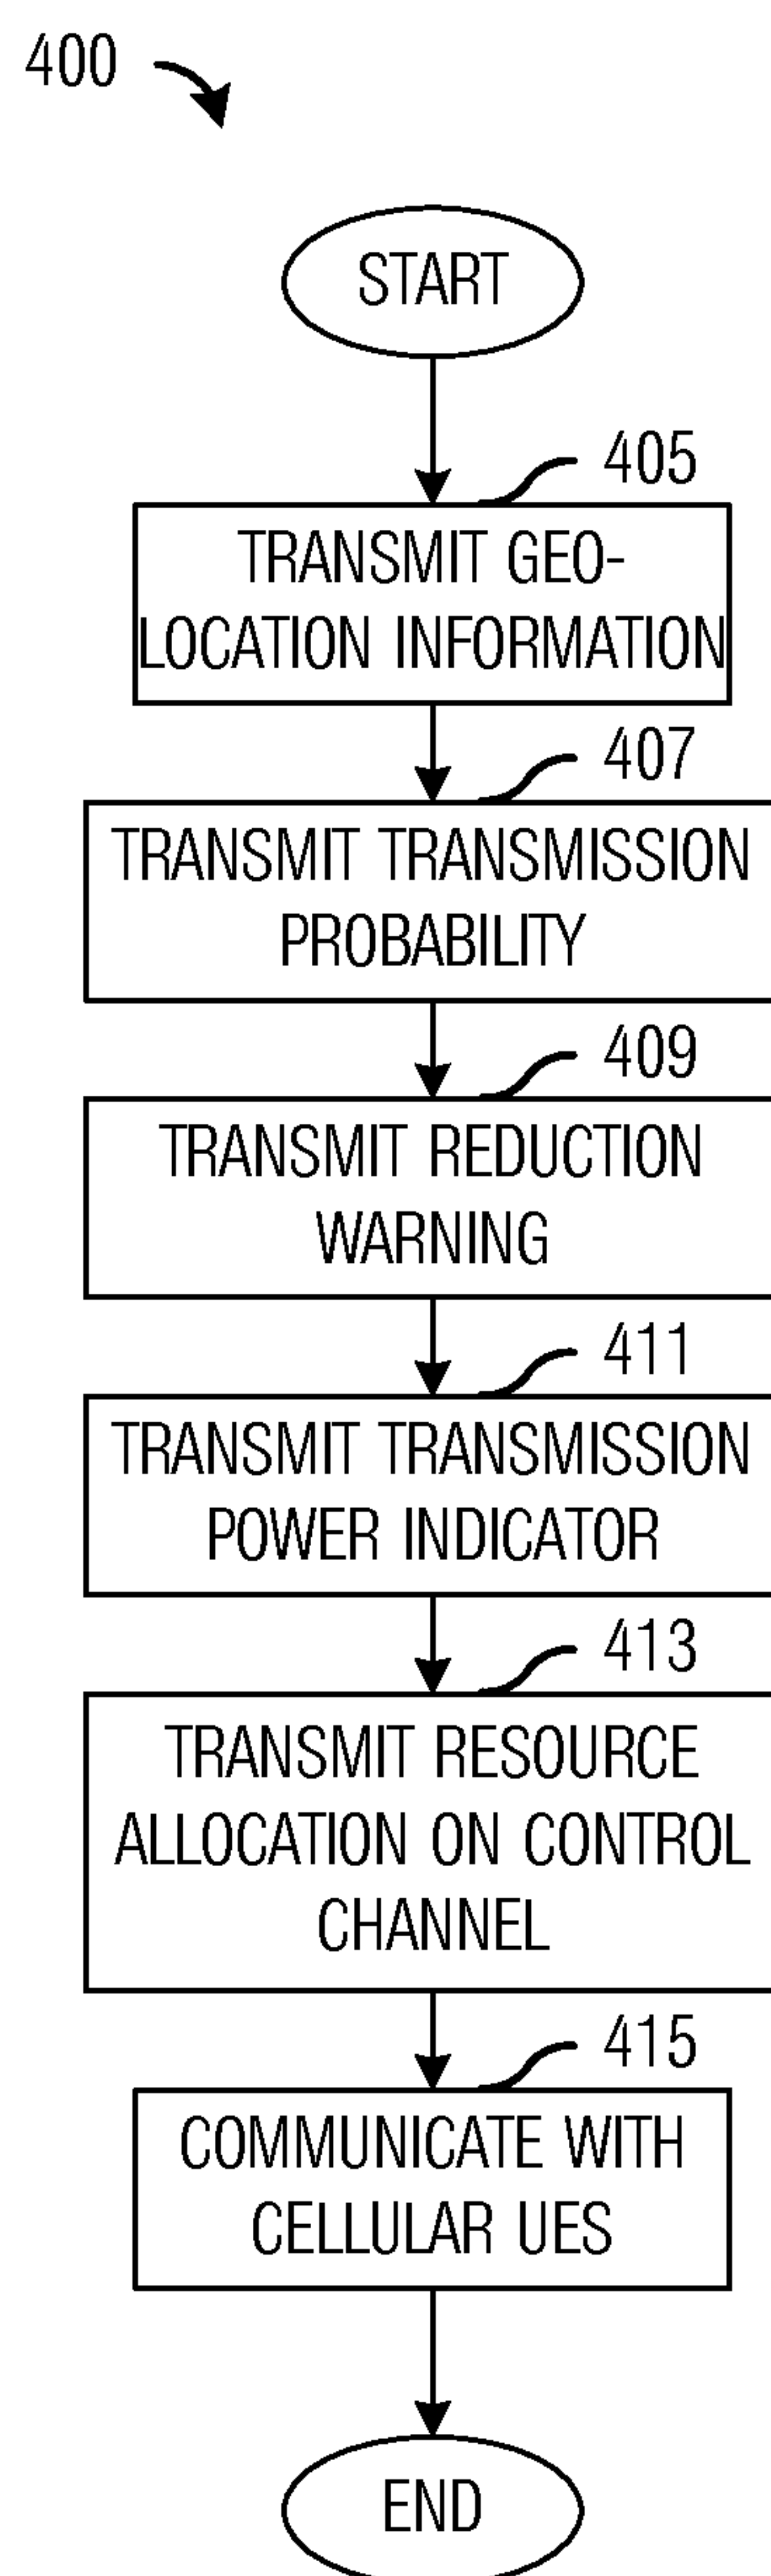 400
START
405
TRANSMIT GEO-
LOCATION INFORMATION
407
TRANSMIT TRANSMISSION
PROBABILITY
409
TRANSMIT REDUCTION
WARNING
411
TRANSMIT TRANSMISSION
POWER INDICATOR
413
TRANSMIT RESOURCE
ALLOCATION ON CONTROL
CHANNEL
415
COMMUNICATE WITH
CELLULAR UES
END